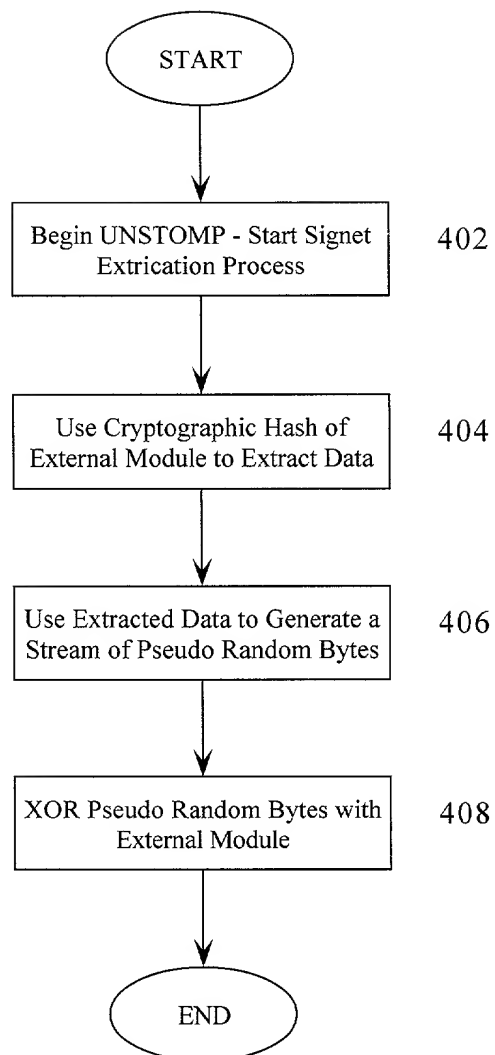 START
Begin UNSTOMP - Start Signet
Extrication Process
402
Use Cryptographic Hash of
External Module to Extract Data
404
Use Extracted Data to Generate a
Stream of Pseudo Random Bytes
406
XOR Pseudo Random Bytes with
External Module
408
END